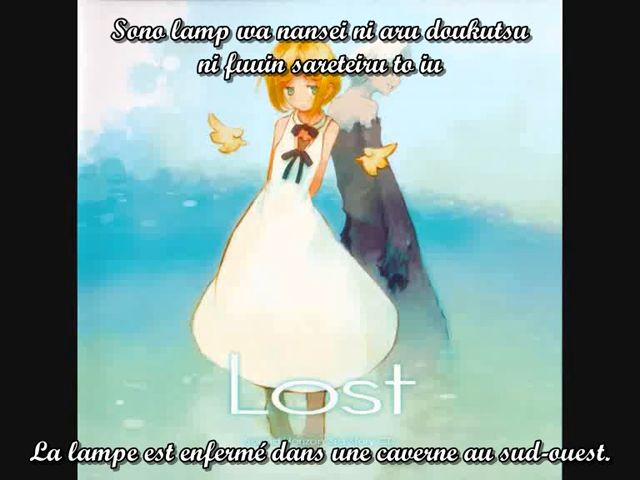 Sono lamp wa nansei ni aru doukutsu
ni fuuin sareteiru to iu
Lost
La lampe est enfermé dans une caverne au sud-ouest.